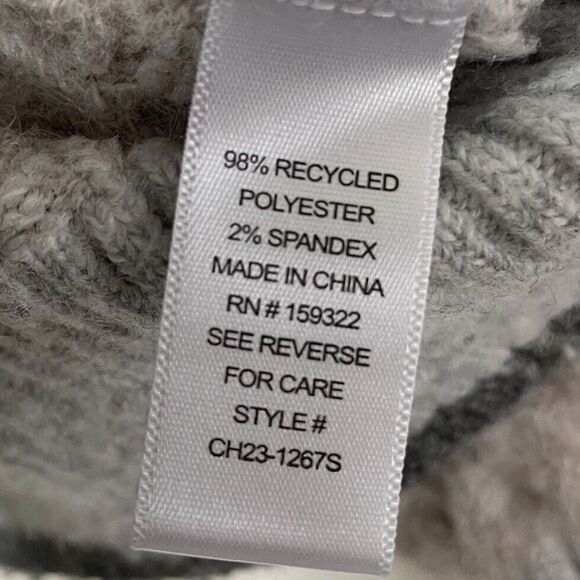 98% RECYCLED
POLYESTER
2% SPANDEX
MADE IN CHINA
RN # 159322
SEE REVERSE
FOR CARE
STYLE #
CH23-1267S